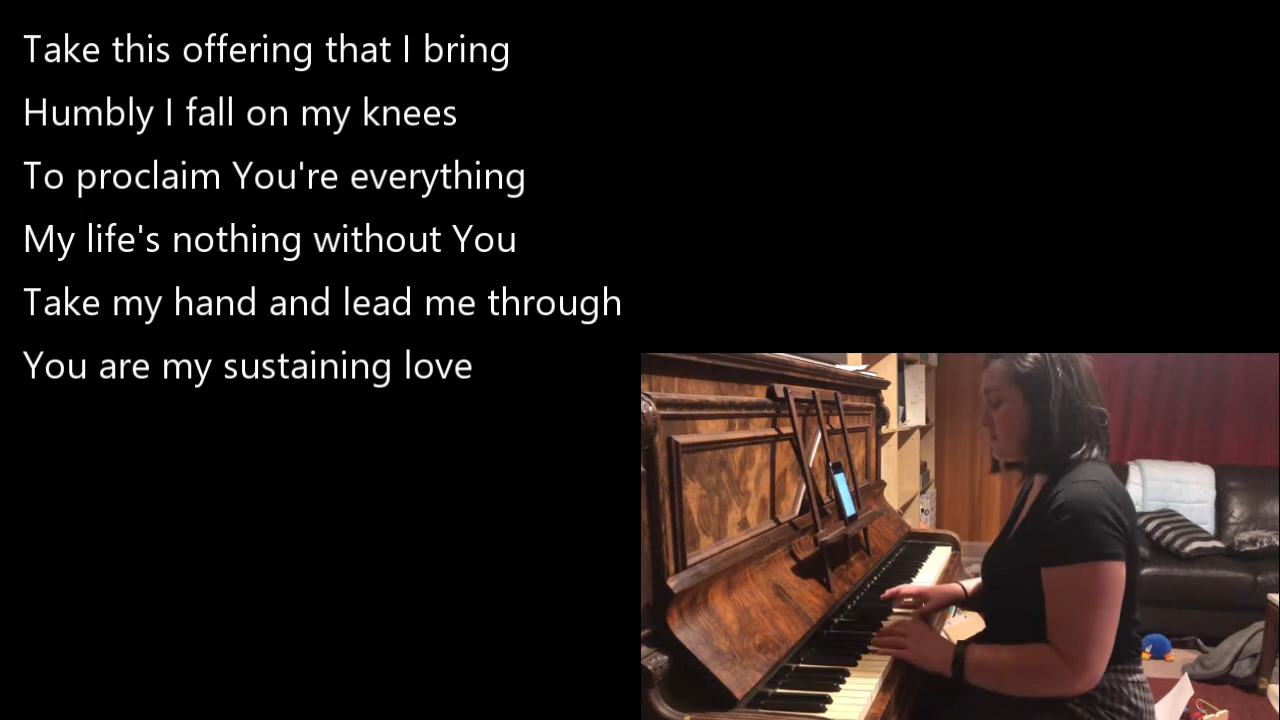 Take this offering that I bring
Humbly I fall on my knees
To proclaim You're everything
My life's nothing without You
Take my hand and lead me through
You are my sustaining love